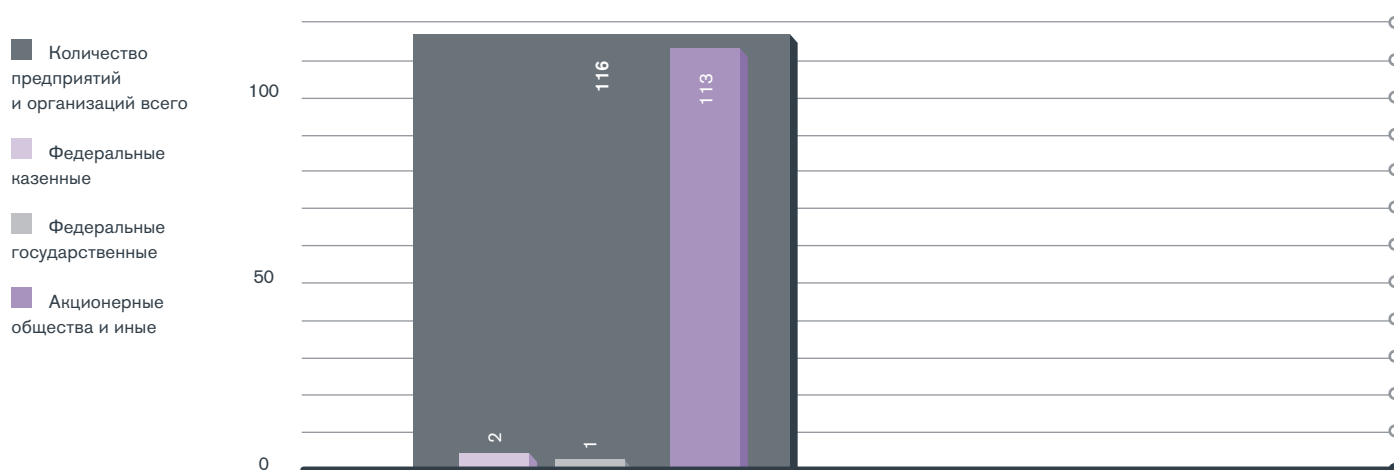 Количество
предприятий
и организаций всего
Федеральные
казенные
Федеральные
государственные
Акционерные
общества и иные
100
50
0
116
113
2
1